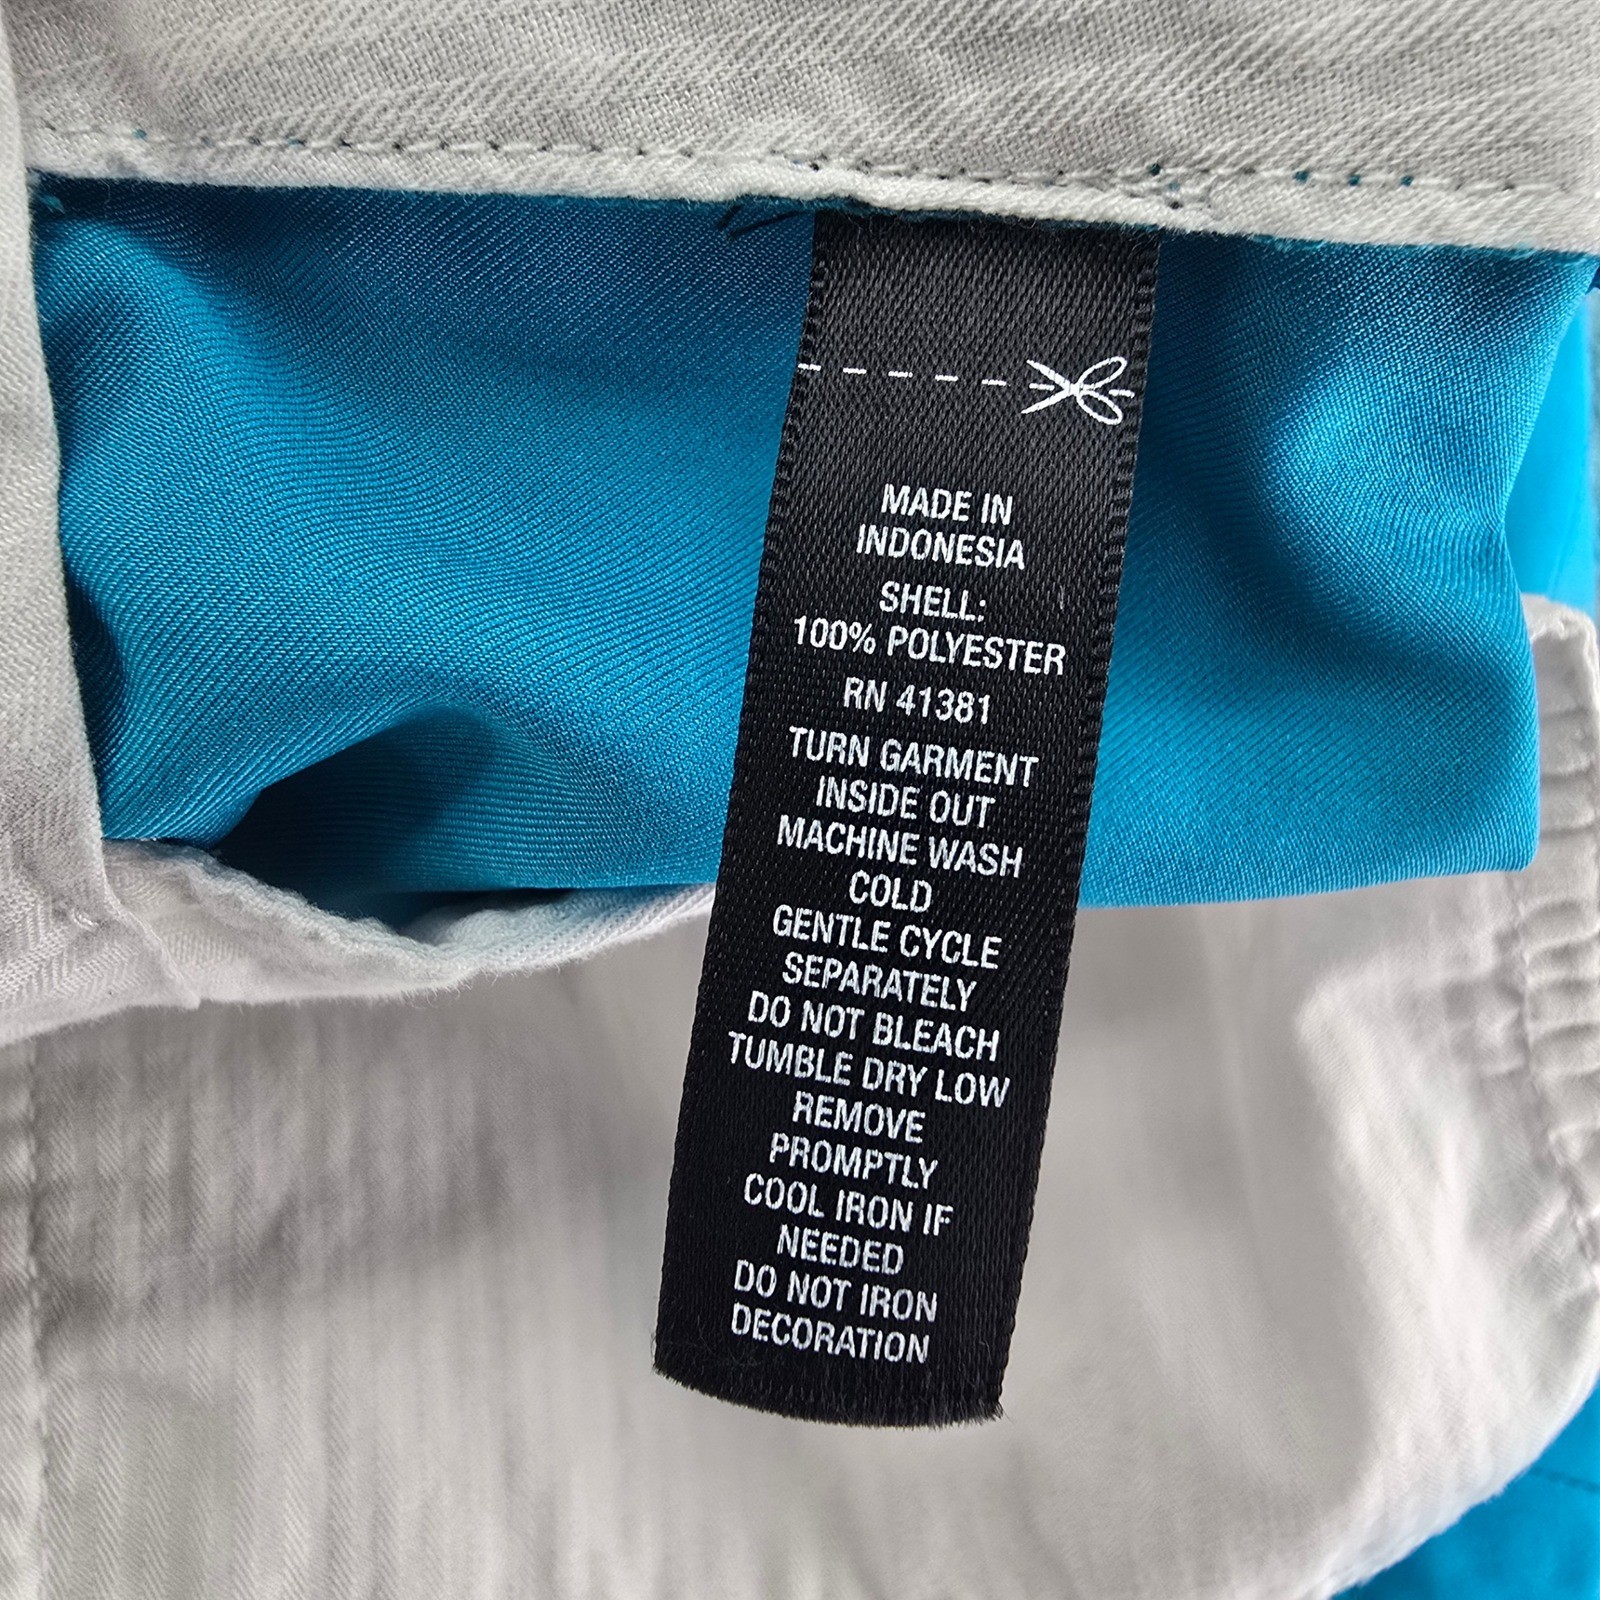 MADE IN
INDONESIA
SHELL:
100% POLYESTER
RN 41381
TURN GARMENT
INSIDE OUT
MACHINE WASH
COLD
GENTLE CYCLE
SEPARATELY
DO NOT BLEACH
TUMBLE DRY LOW
REMOVE
PROMPTLY
COOL IRON IF
NEEDED
DO NOT IRON
DECORATION